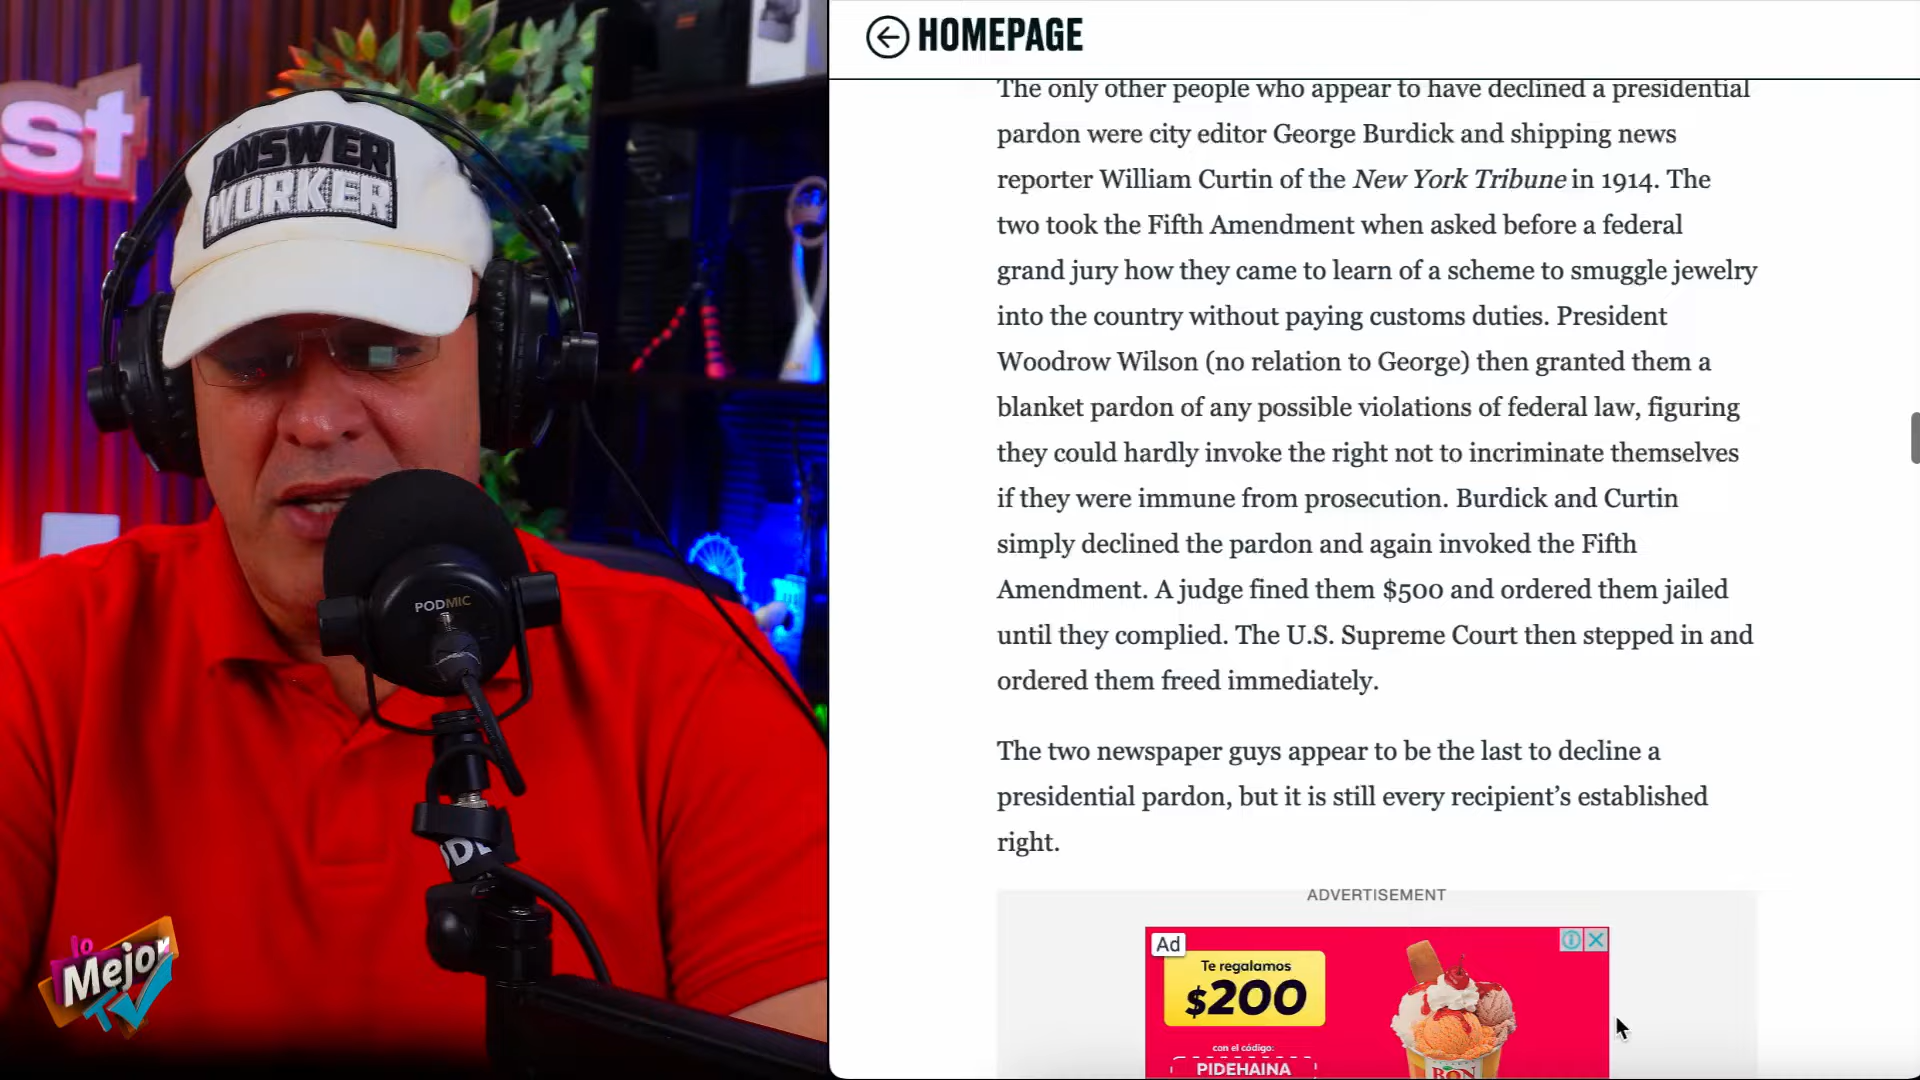 st
ANSWER
WORKER
PODMIC
lo
Mejor
TV
HOMEPAGE
The only other people who appear to have declined a presidential
pardon were city editor George Burdick and shipping news
reporter William Curtin of the New York Tribune in 1914. The
two took the Fifth Amendment when asked before a federal
grand jury how they came to learn of a scheme to smuggle jewelry
into the country without paying customs duties. President
Woodrow Wilson (no relation to George) then granted them a
blanket pardon of any possible violations of federal law, figuring
they could hardly invoke the right not to incriminate themselves
if they were immune from prosecution. Burdick and Curtin
simply declined the pardon and again invoked the Fifth
Amendment. A judge fined them $500 and ordered them jailed
until they complied. The U.S. Supreme Court then stepped in and
ordered them freed immediately.
The two newspaper guys appear to be the last to decline a
presidential pardon, but it is still every recipient’s established
right.
ADVERTISEMENT
Ad
Te regalamos
$200
con el código:
PIDEHAINA
BON